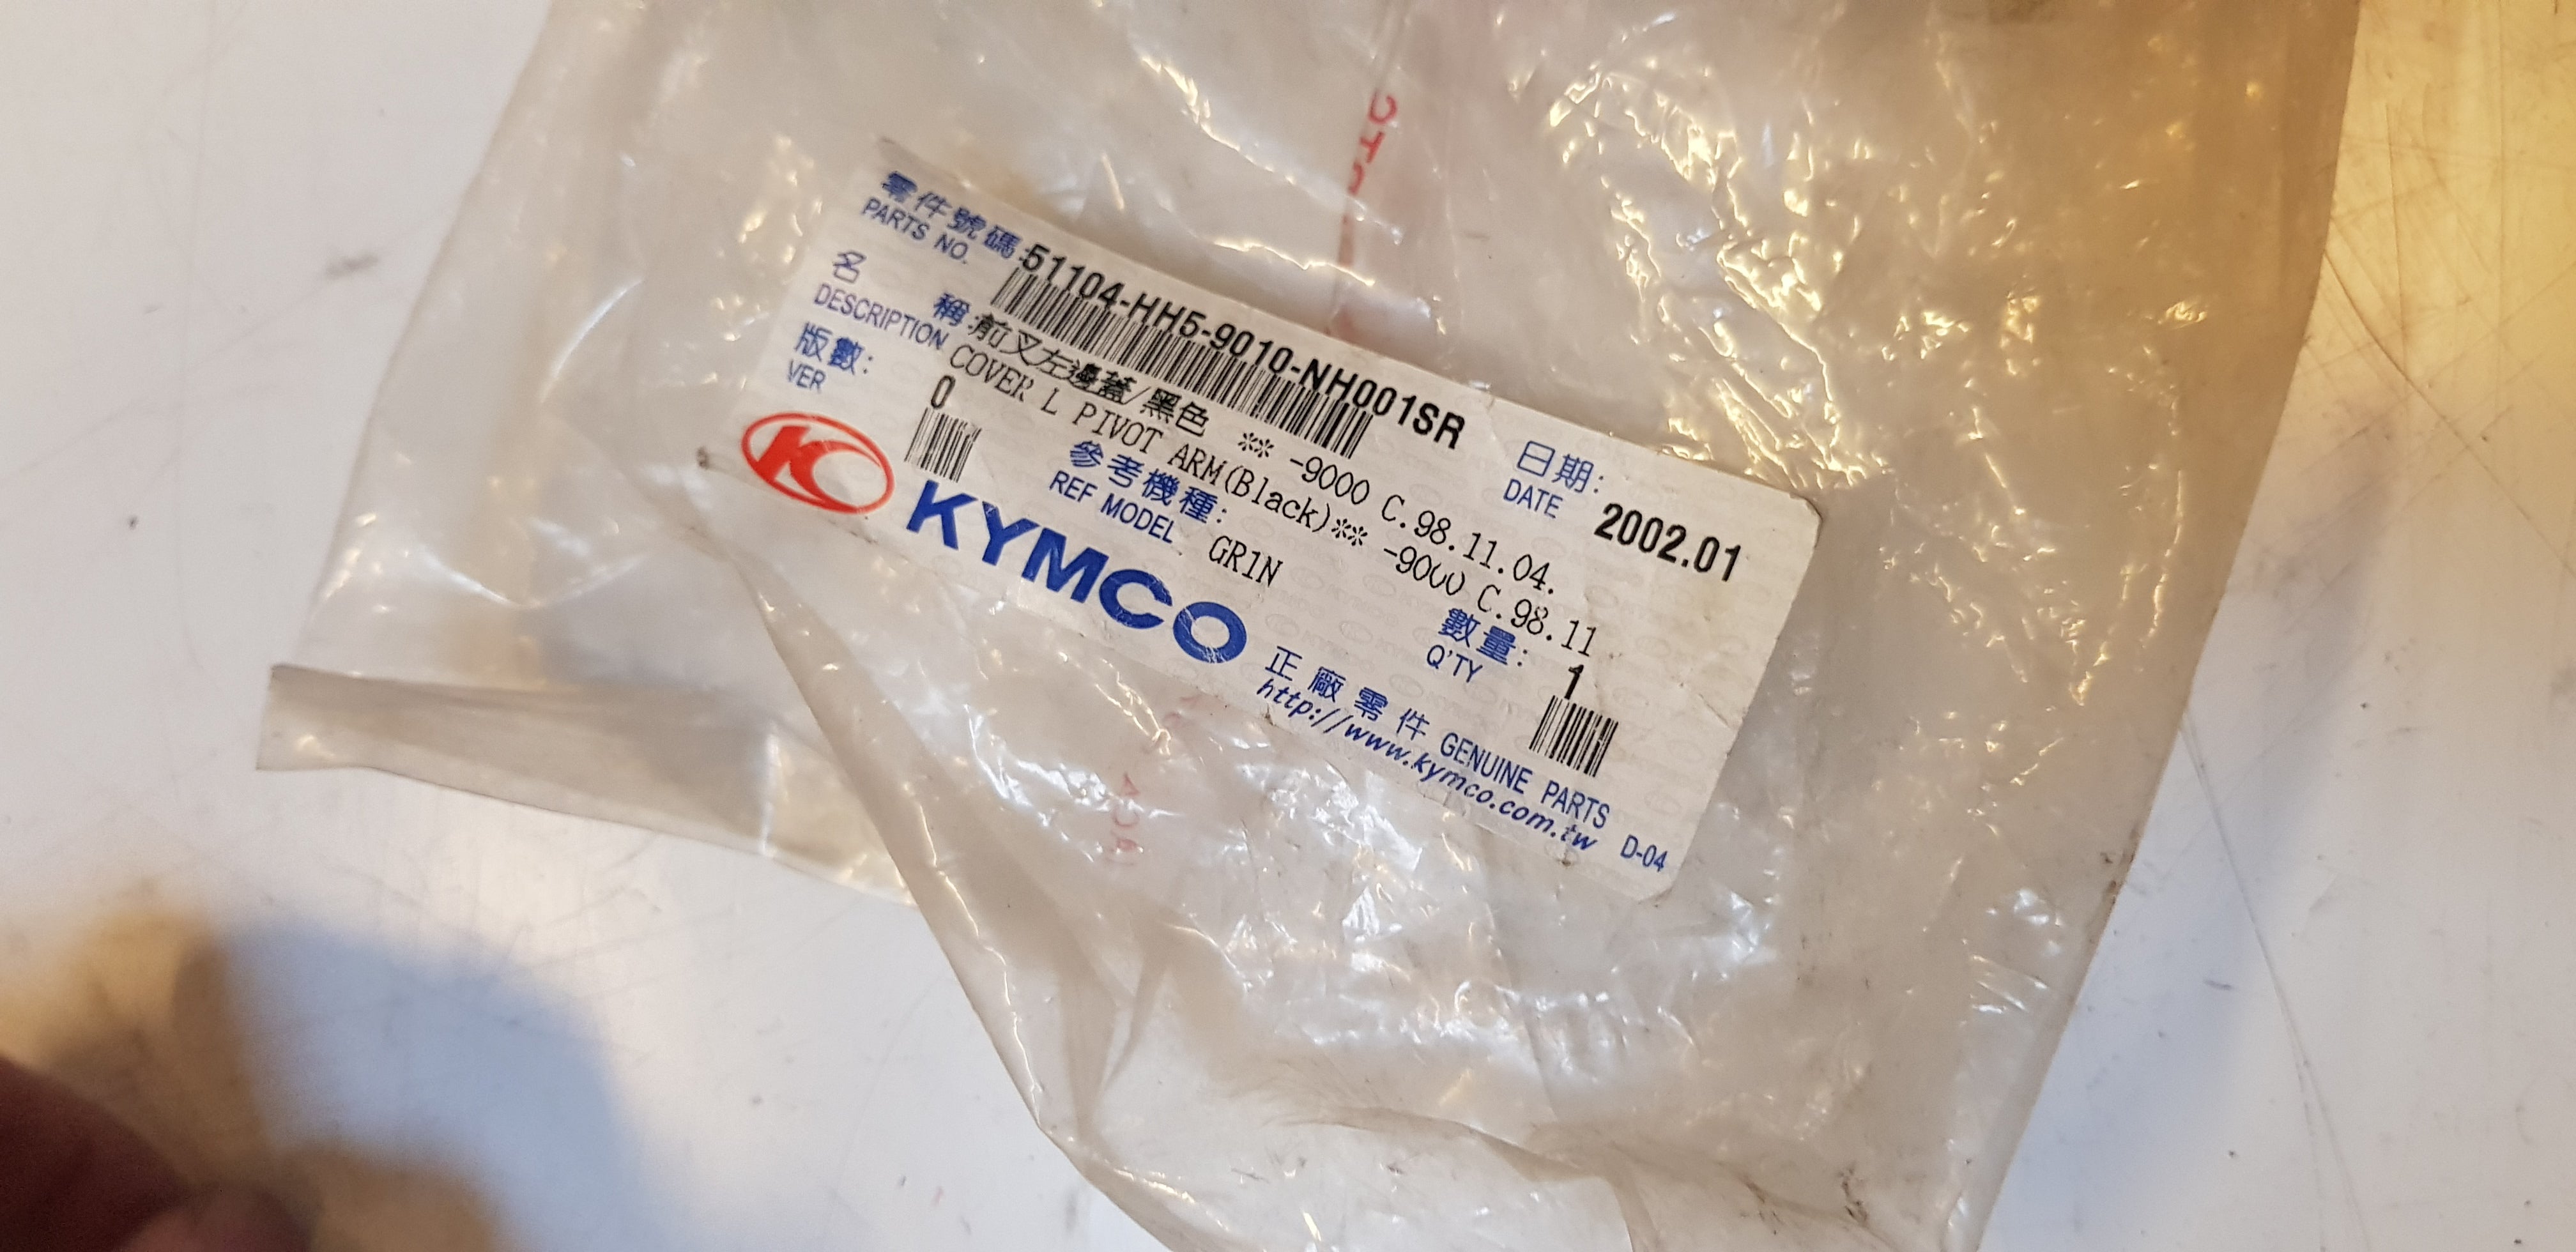 零件號碼:51104-HH5-9010-NH001SR
PARTS NO.
名稱:前叉左邊蓋/黑色 ** -9000 C.98.11.04.
DESCRIPTION COVER L PIVOT ARM(Black)** -9000 C.98.11
日期:
DATE 2002.01
版數: 0
VER
參考機種:
REF MODEL GR1N
數量: 1
Q'TY
KYMCO
正廠零件 GENUINE PARTS
http://www.kymco.com.tw D-04